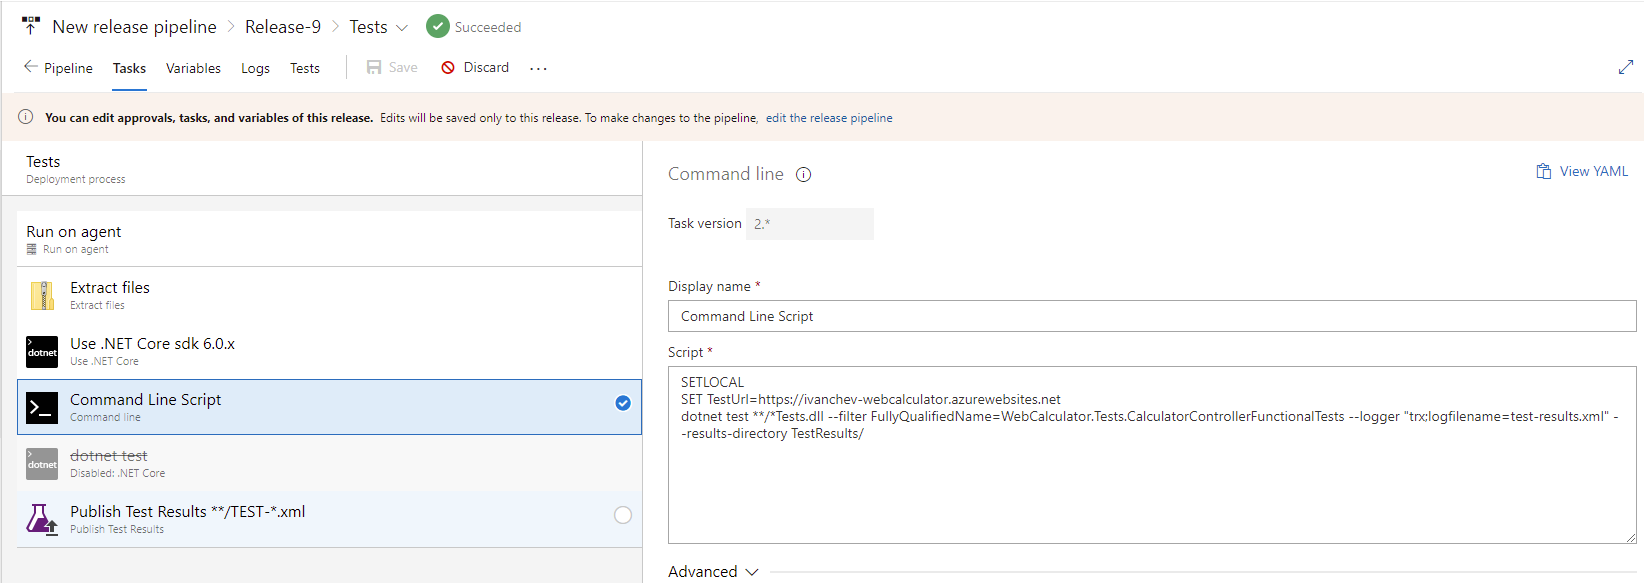 New release pipeline > Release-9 > Tests Succeeded
Pipeline Tasks Variables Logs Tests Save Discard ...
You can edit approvals, tasks, and variables of this release. Edits will be saved only to this release. To make changes to the pipeline, edit the release pipeline
Tests
Deployment process
Run on agent
Run on agent
Extract files
Extract files
dotnet
Use .NET Core sdk 6.0.x
Use .NET Core
Command Line Script
Command line
dotnet
dotnet test
Disabled: .NET Core
Publish Test Results **/TEST-*.xml
Publish Test Results
Command line
View YAML
Task version 2.*
Display name *
Command Line Script
Script *
SETLOCAL
SET TestUrl=https://ivanchev-webcalculator.azurewebsites.net
dotnet test **/*Tests.dll --filter FullyQualifiedName=WebCalculator.Tests.CalculatorControllerFunctionalTests --logger "trx;logfilename=test-results.xml" -
-results-directory TestResults/
Advanced